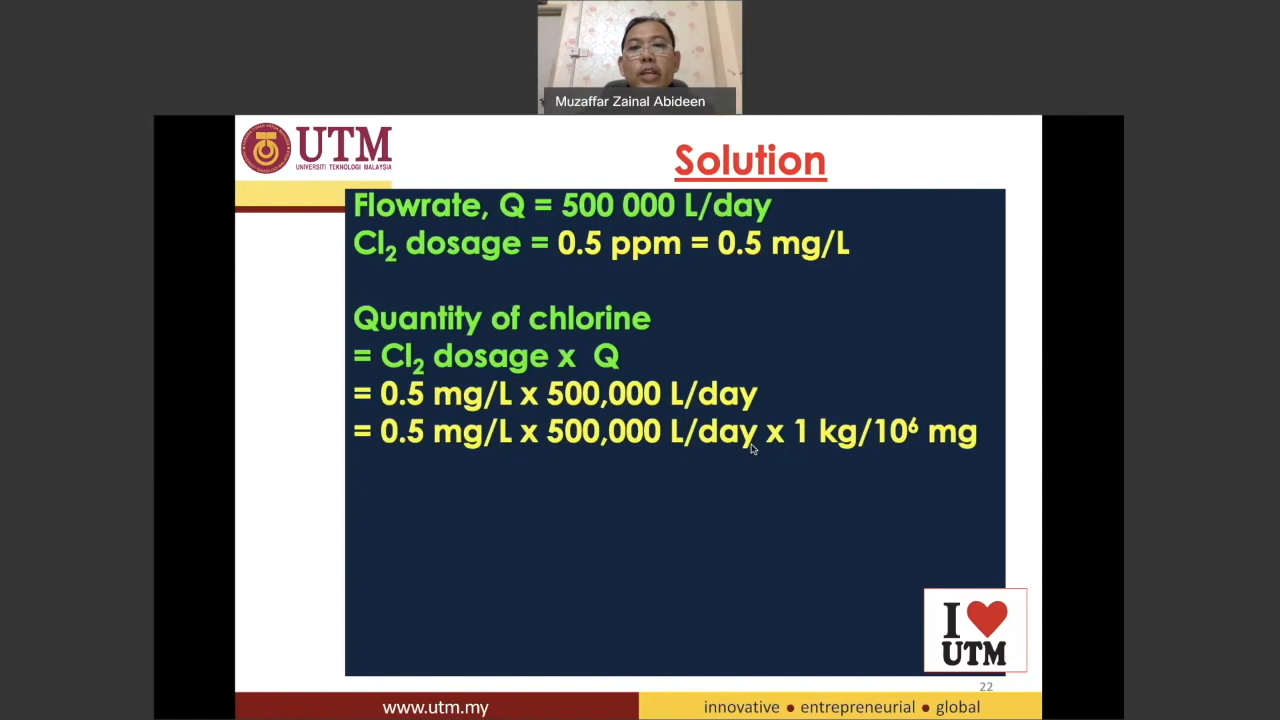 Muzaffar Zainal Abideen
UTM
UNIVERSITI TEKNOLOGI MALAYSIA
Solution
Flowrate, Q = 500 000 L/day
Cl₂ dosage = 0.5 ppm = 0.5 mg/L
Quantity of chlorine
= Cl₂ dosage x Q
= 0.5 mg/L x 500,000 L/day
= 0.5 mg/L x 500,000 L/day x 1 kg/10⁶ mg
I ♥
UTM
22
www.utm.my
innovative ● entrepreneurial ● global